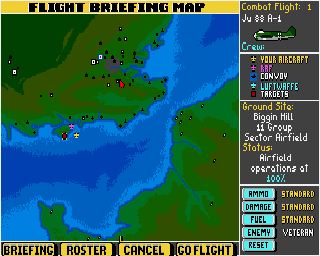 FLIGHT BRIEFING MAP
Combat Flight: 1
Ju 88 A-1
Crew:
YOUR AIRCRAFT
RAF
CONVOY
LUFTWAFFE
TARGETS
Ground Site:
Biggin Hill
11 Group
Sector Airfield
Status:
Airfield
operations at
100%
AMMO STANDARD
DAMAGE STANDARD
FUEL STANDARD
ENEMY VETERAN
RESET
BRIEFING ROSTER CANCEL GO FLIGHT